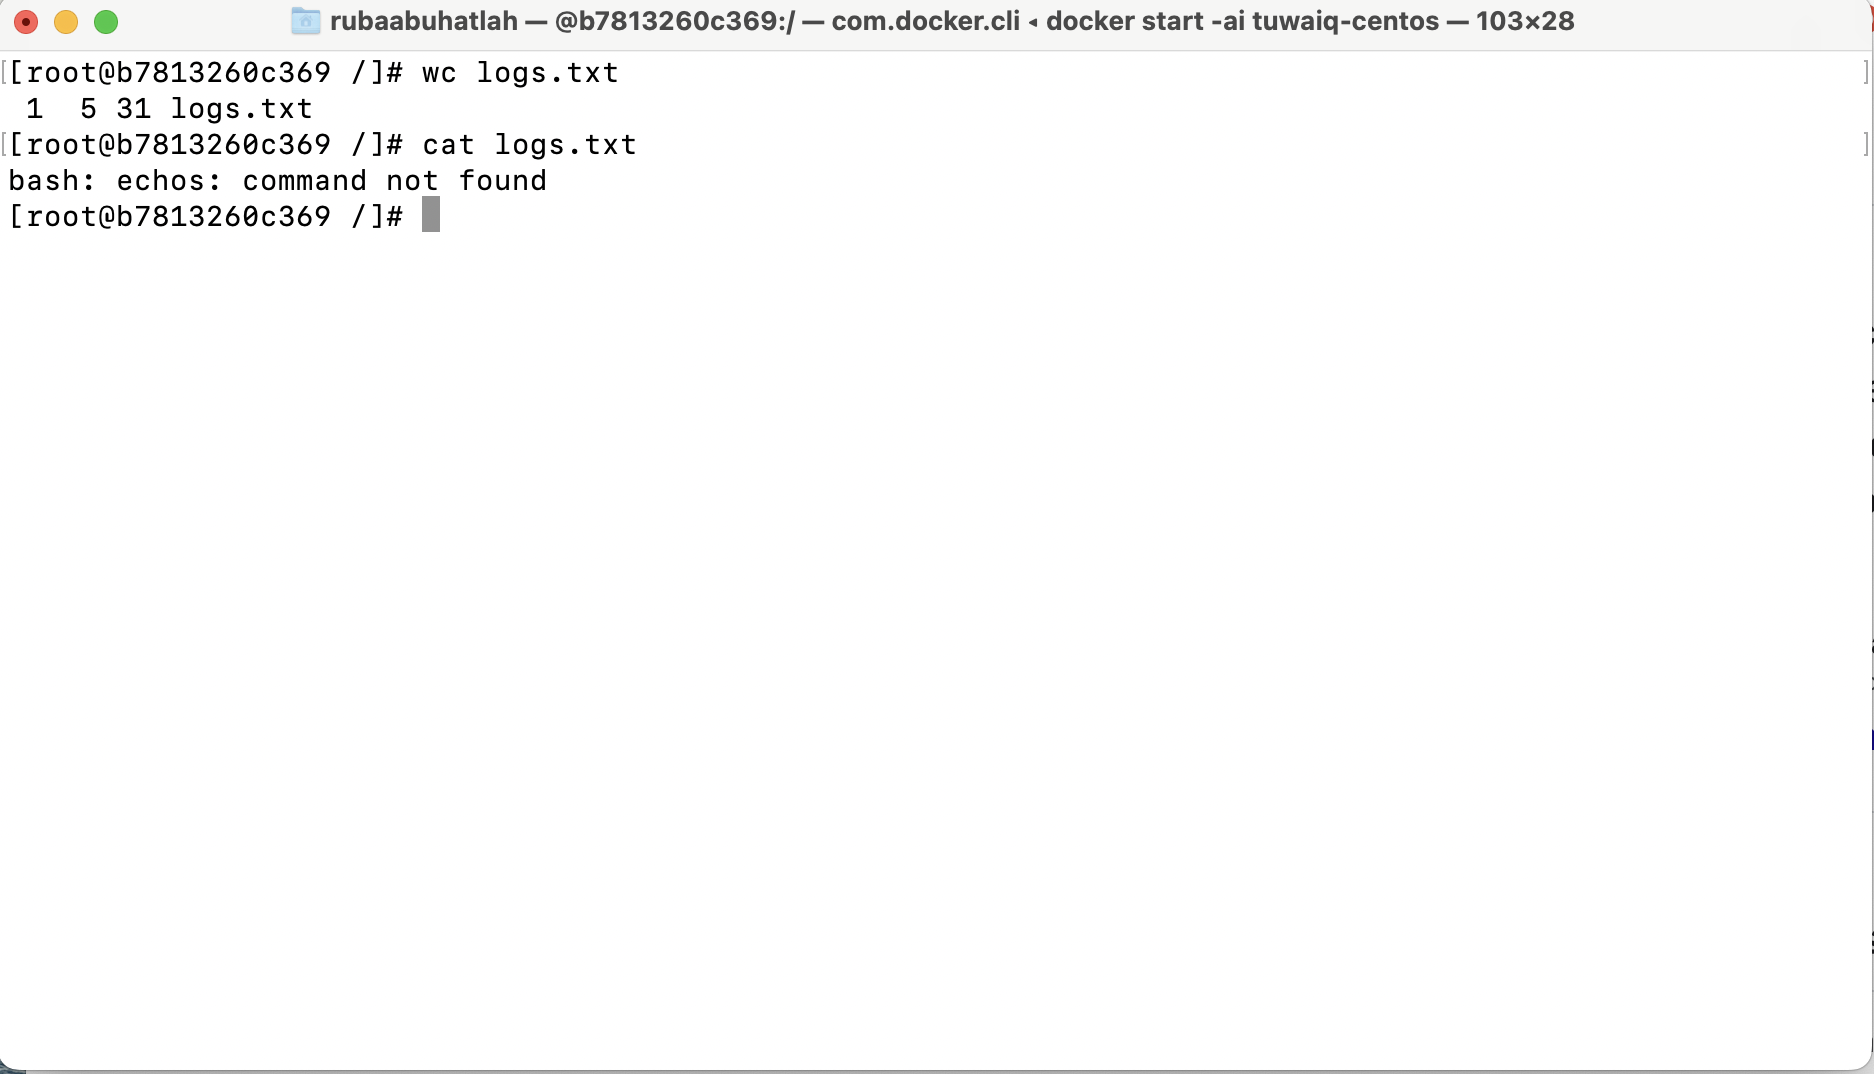 rubaabuhatlah — @b7813260c369:/ — com.docker.cli ◂ docker start -ai tuwaiq-centos — 103×28
[[root@b7813260c369 /]# wc logs.txt ]
 1  5 31 logs.txt
[[root@b7813260c369 /]# cat logs.txt ]
bash: echos: command not found
[root@b7813260c369 /]#